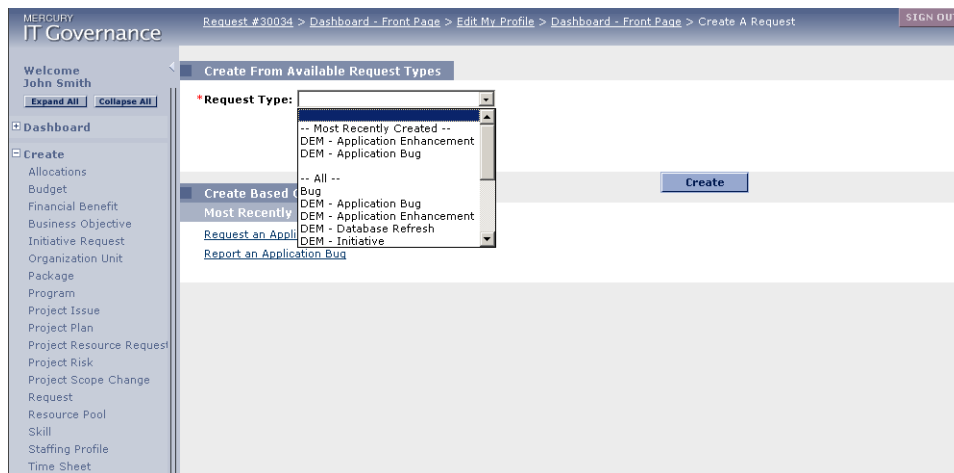 MERCURY
IT Governance
Request #30034 > Dashboard - Front Page > Edit My Profile > Dashboard - Front Page > Create A Request
SIGN OUT
Welcome
John Smith
Expand All Collapse All
Dashboard
Create
Allocations
Budget
Financial Benefit
Business Objective
Initiative Request
Organization Unit
Package
Program
Project Issue
Project Plan
Project Resource Request
Project Risk
Project Scope Change
Request
Resource Pool
Skill
Staffing Profile
Time Sheet
Create From Available Request Types
*Request Type:
-- Most Recently Created --
DEM - Application Enhancement
DEM - Application Bug
-- All --
Bug
DEM - Application Bug
DEM - Application Enhancement
DEM - Database Refresh
DEM - Initiative
Create
Create Based
Most Recently
Request an Appli
Report an Application Bug